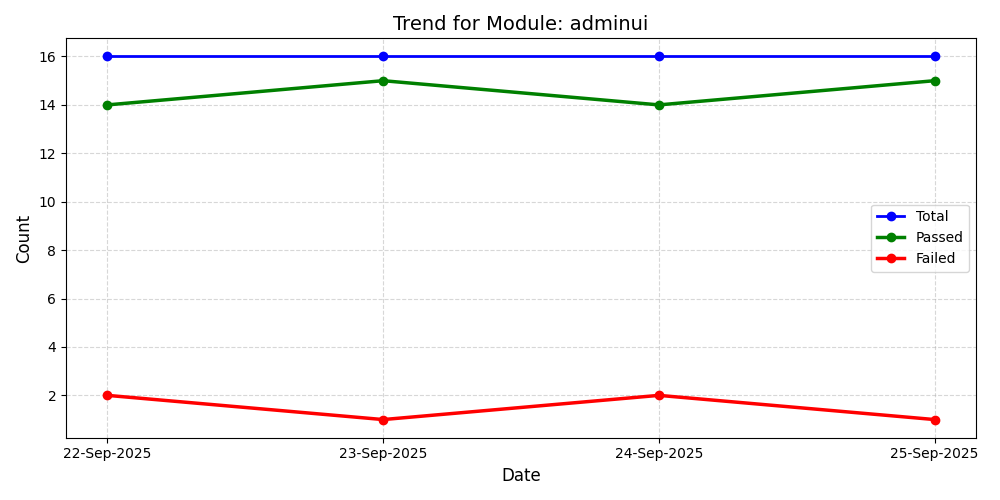 Trend for Module: adminui
Count
16
14
12
10
8
6
4
2
Total
Passed
Failed
22-Sep-2025
23-Sep-2025
24-Sep-2025
25-Sep-2025
Date